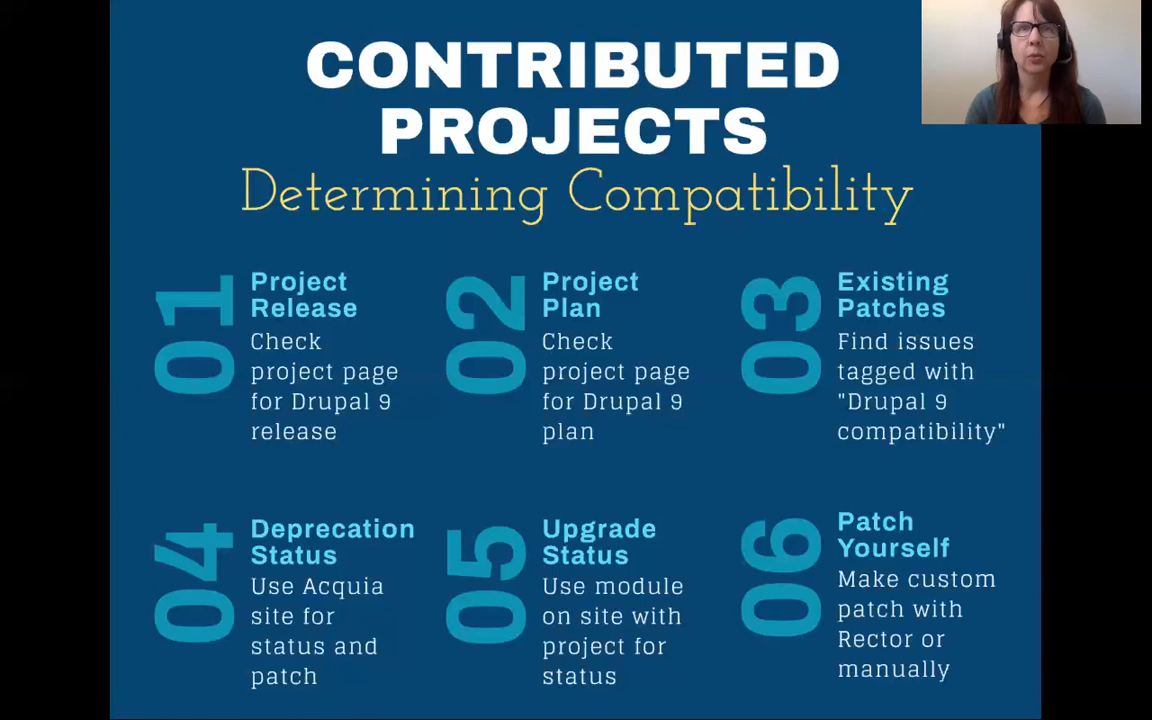 CONTRIBUTED
PROJECTS
Determining Compatibility
01
Project
Release
Check
project page
for Drupal 9
release
02
Project
Plan
Check
project page
for Drupal 9
plan
03
Existing
Patches
Find issues
tagged with
"Drupal 9
compatibility"
04
Deprecation
Status
Use Acquia
site for
status and
patch
05
Upgrade
Status
Use module
on site with
project for
status
06
Patch
Yourself
Make custom
patch with
Rector or
manually